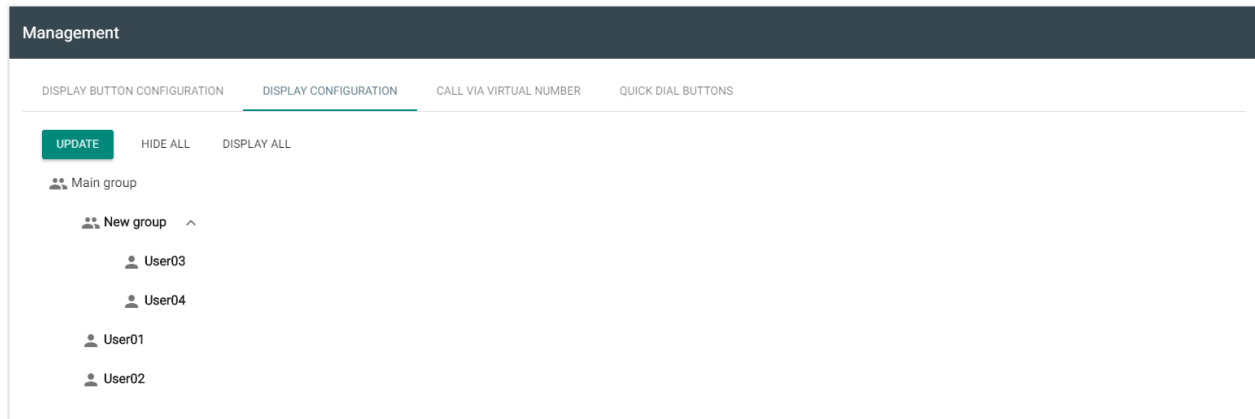 Management
DISPLAY BUTTON CONFIGURATION DISPLAY CONFIGURATION CALL VIA VIRTUAL NUMBER QUICK DIAL BUTTONS
UPDATE HIDE ALL DISPLAY ALL
Main group
New group
User03
User04
User01
User02